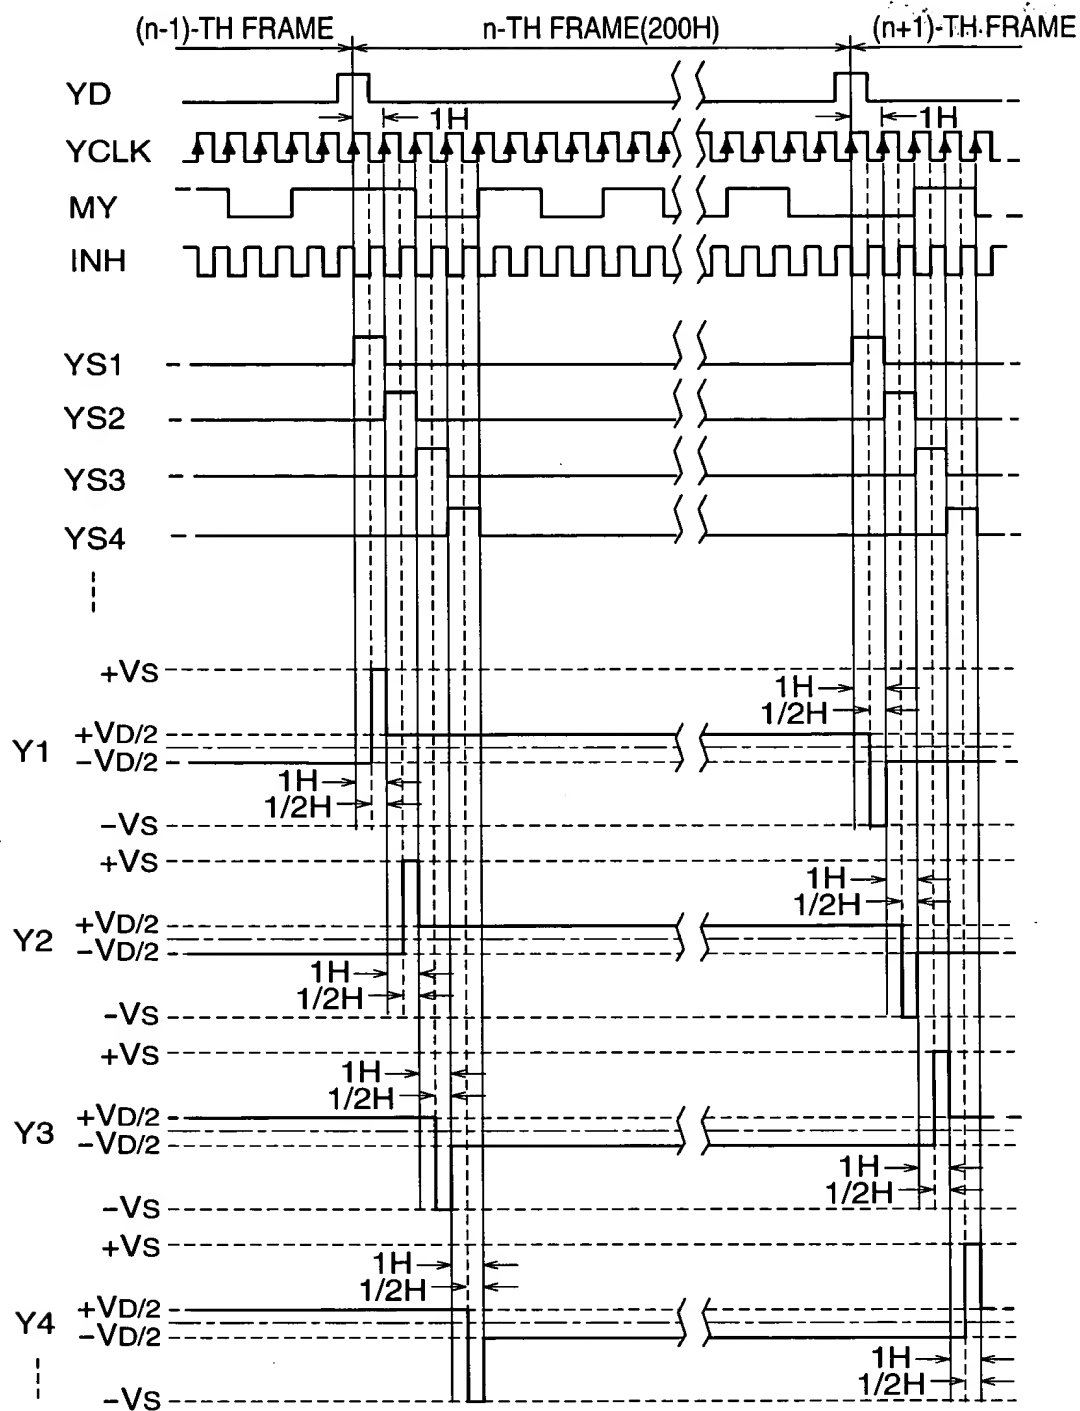 (n-1)-TH FRAME n-TH FRAME(200H) (n+1)-TH FRAME
YD
1H 1H
YCLK
MY
INH
YS1
YS2
YS3
YS4
+VS
1H
1/2H
Y1 +VD/2
-VD/2
1H
1/2H
-VS
+VS
1H
1/2H
Y2 +VD/2
-VD/2
1H
1/2H
-VS
+VS
1H
1/2H
Y3 +VD/2
-VD/2
1H
1/2H
-VS
+VS
1H
1/2H
Y4 +VD/2
-VD/2
1H
1/2H
-VS